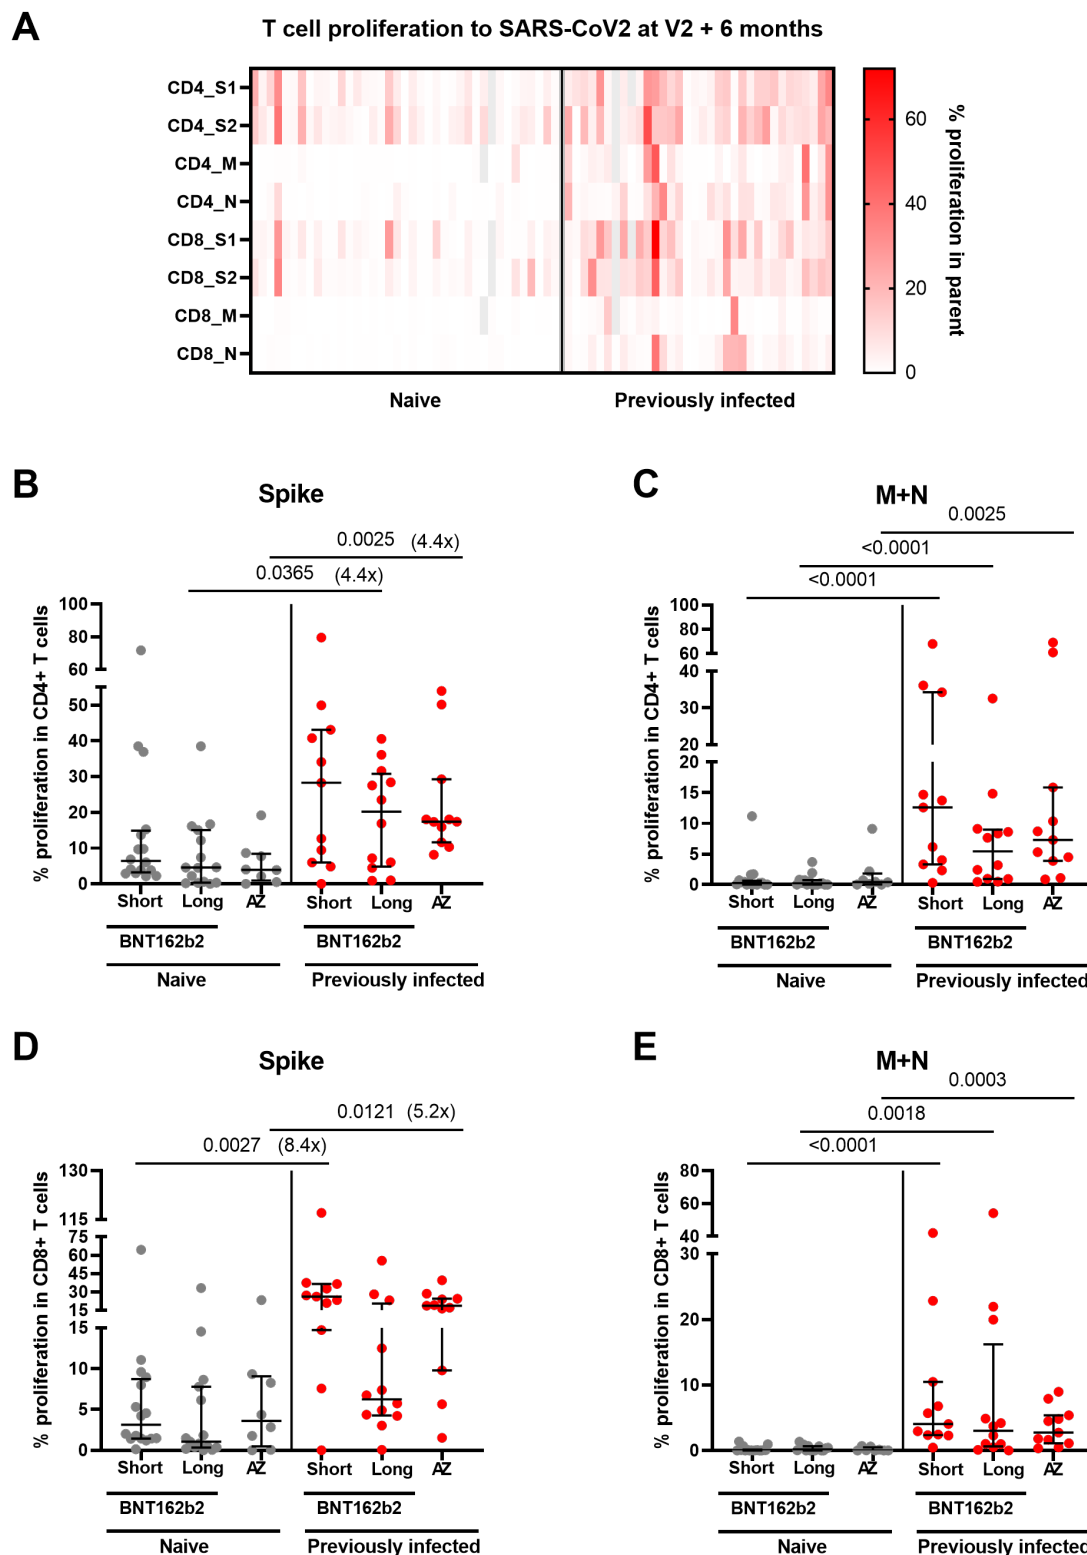 A
T cell proliferation to SARS-CoV2 at V2 + 6 months
CD4_S1
CD4_S2
CD4_M
CD4_N
CD8_S1
CD8_S2
CD8_M
CD8_N
60
40
20
0
% proliferation in parent
Naive
Previously infected
B
Spike
0.0025 (4.4x)
0.0365 (4.4x)
% proliferation in CD4+ T cells
100
80
60
50
40
30
20
10
0
Short Long AZ Short Long AZ
BNT162b2 BNT162b2
Naive Previously infected
C
M+N
0.0025
<0.0001
<0.0001
% proliferation in CD4+ T cells
100
80
60
40
30
20
20
15
10
5
0
Short Long AZ Short Long AZ
BNT162b2 BNT162b2
Naive Previously infected
D
Spike
0.0121 (5.2x)
0.0027 (8.4x)
% proliferation in CD8+ T cells
130
115
75
60
45
30
15
15
10
5
0
Short Long AZ Short Long AZ
BNT162b2 BNT162b2
Naive Previously infected
E
M+N
0.0003
0.0018
<0.0001
% proliferation in CD8+ T cells
80
60
40
30
20
10
0
Short Long AZ Short Long AZ
BNT162b2 BNT162b2
Naive Previously infected